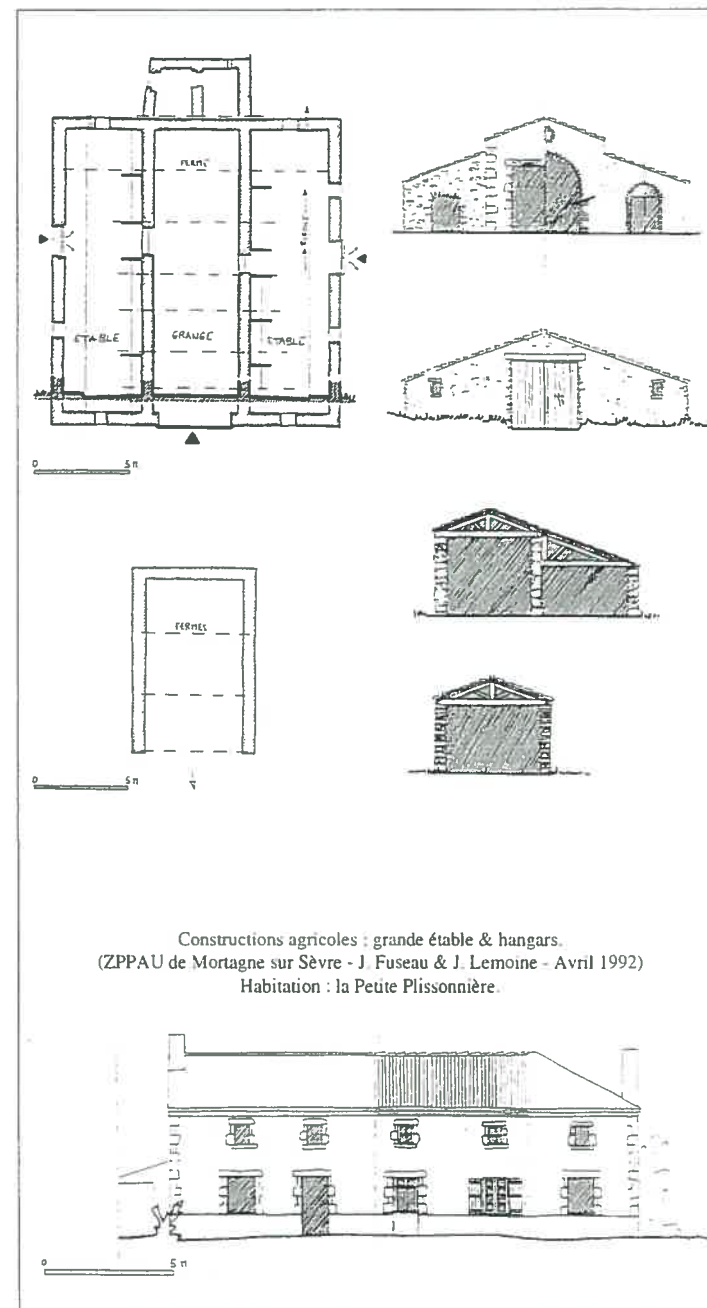 FERME
ETABLE
GRANGE
ETABLE
0 5 m
FERMES
0 5 m
Constructions agricoles : grande étable & hangars.
(ZPPAU de Mortagne sur Sèvre - J. Fuseau & J. Lemoine - Avril 1992)
Habitation : la Petite Plissonnière.
0 5 m